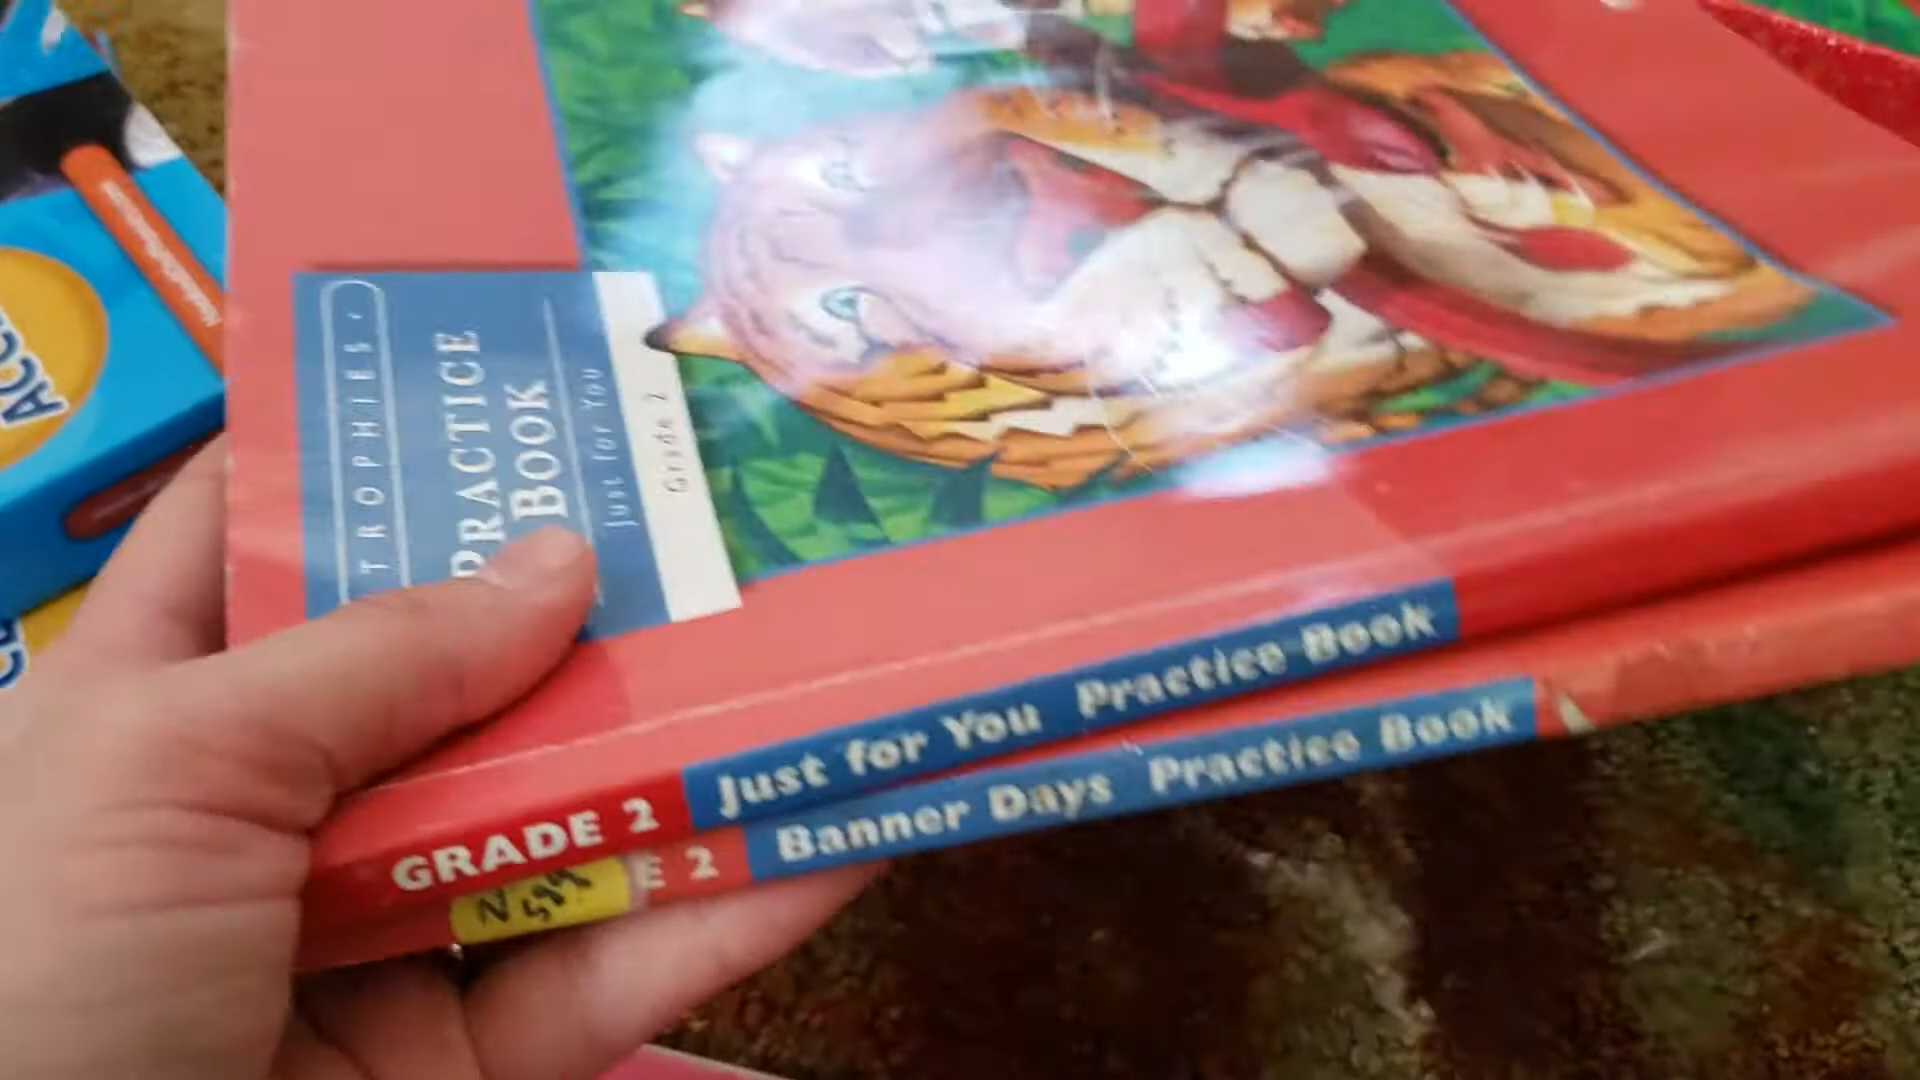 TROPHIES
PRACTICE
BOOK
Just for You
Grade 2
GRADE 2 Just for You Practice Book
E 2 Banner Days Practice Book